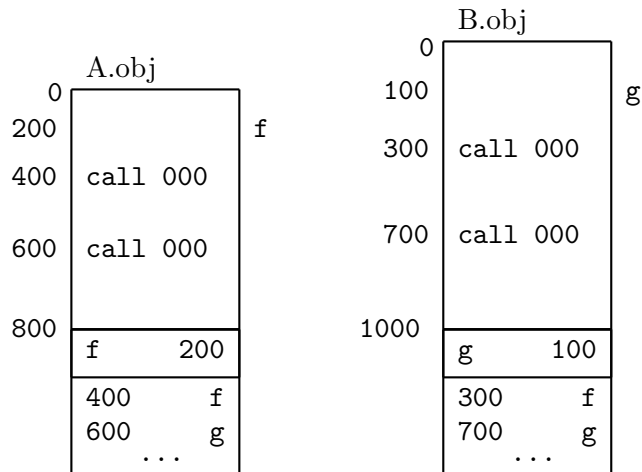 A.obj
0
200 f
400 call 000
600 call 000
800
f 200
400 f
600 g
...
B.obj
0
100 g
300 call 000
700 call 000
1000
g 100
300 f
700 g
...